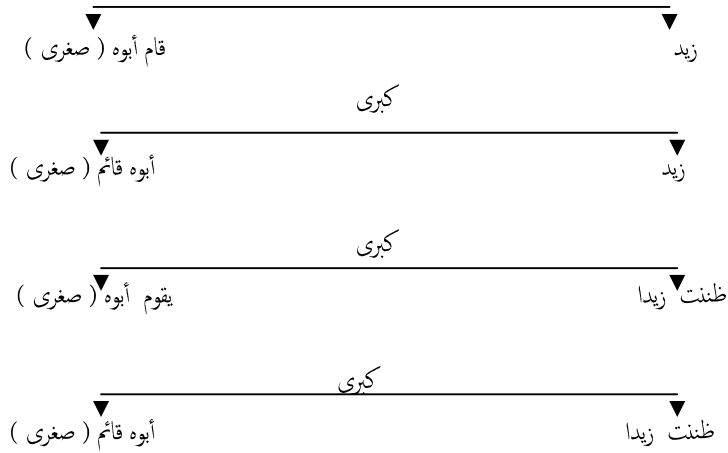 زيد قام أبوه ( صغرى )
كبرى
زيد أبوه قائم ( صغرى )
كبرى
ظننت زيدا يقوم أبوه ( صغرى )
كبرى
ظننت زيدا أبوه قائم ( صغرى )